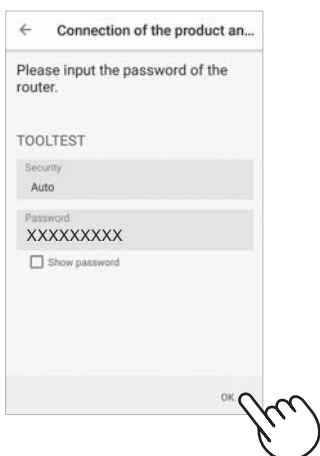 ← Connection of the product an...
Please input the password of the
router.
TOOLTEST
Security
Auto
Password
XXXXXXXXX
Show password
OK